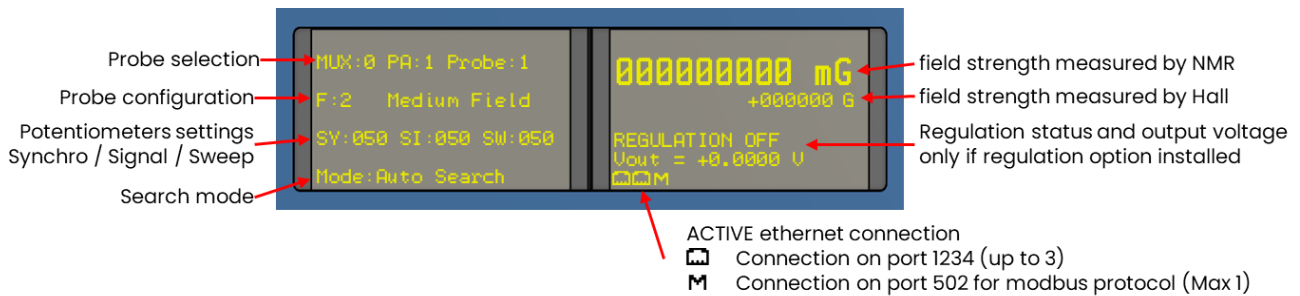 Probe selection
Probe configuration
Potentiometers settings
Synchro / Signal / Sweep
Search mode
MUX:0 PA:1 Probe:1
F:2 Medium Field
SY:050 SI:050 SW:050
Mode:Auto Search
000000000 mG
+000000 G
REGULATION OFF
Vout = +0.0000 V
M
field strength measured by NMR
field strength measured by Hall
Regulation status and output voltage
only if regulation option installed
ACTIVE ethernet connection
Connection on port 1234 (up to 3)
M Connection on port 502 for modbus protocol (Max 1)